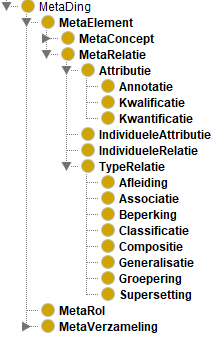 MetaDing
MetaElement
MetaConcept
MetaRelatie
Attributie
Annotatie
Kwalificatie
Kwantificatie
IndividueleAttributie
IndividueleRelatie
TypeRelatie
Afleiding
Associatie
Beperking
Classificatie
Compositie
Generalisatie
Groepering
Supersetting
MetaRol
MetaVerzameling